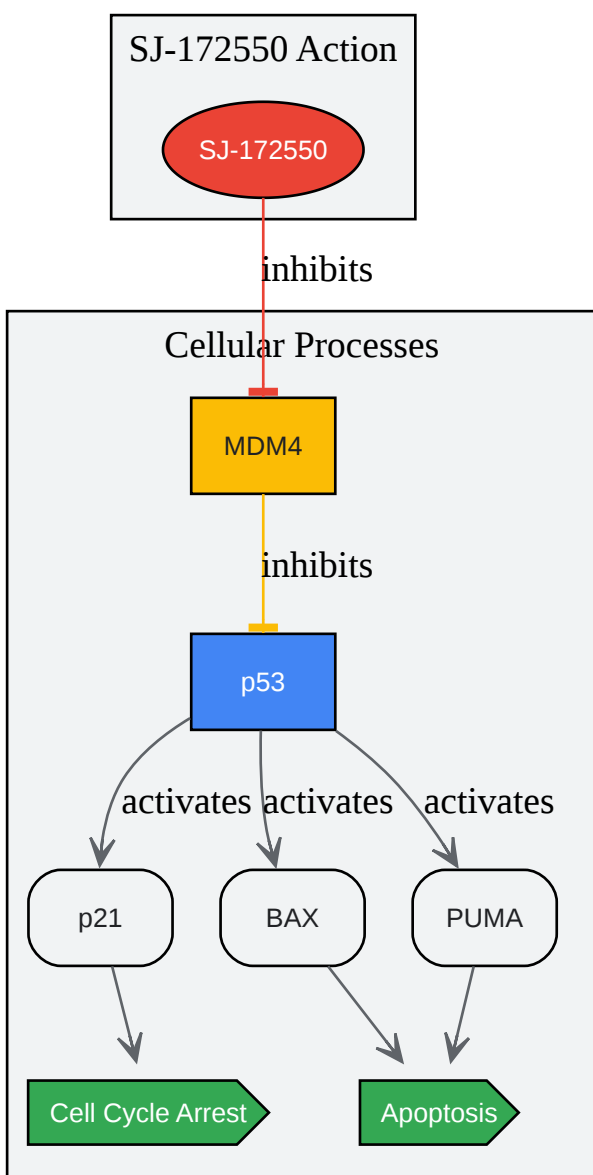 SJ-172550 Action
SJ-172550
inhibits
Cellular Processes
MDM4
inhibits
p53
activates activates activates
p21 BAX PUMA
Cell Cycle Arrest Apoptosis